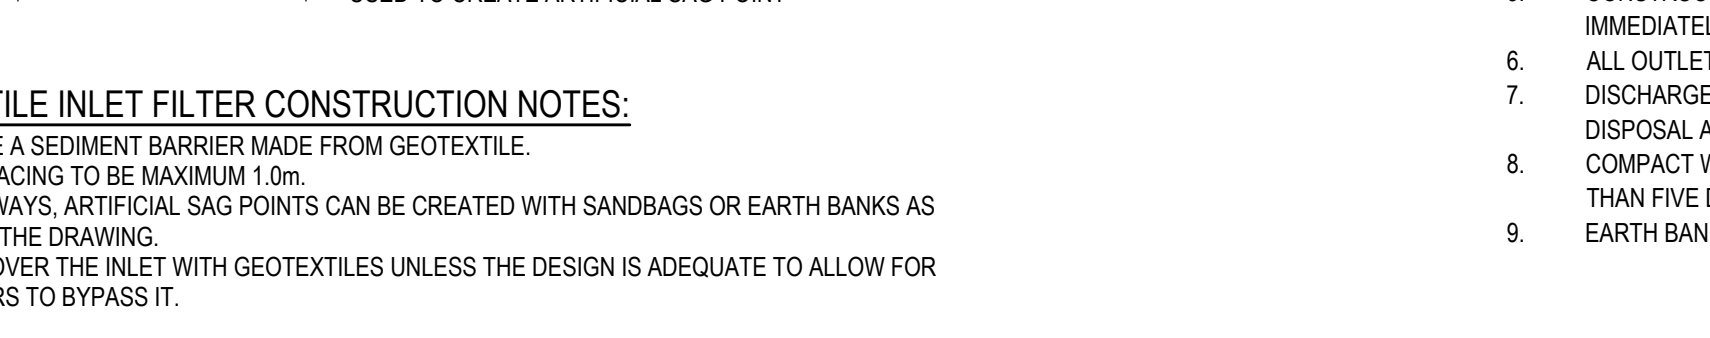 USED TO CREATE ARTIFICIAL SAG POINT
TILE INLET FILTER CONSTRUCTION NOTES:
E A SEDIMENT BARRIER MADE FROM GEOTEXTILE.
ACING TO BE MAXIMUM 1.0m.
WAYS, ARTIFICIAL SAG POINTS CAN BE CREATED WITH SANDBAGS OR EARTH BANKS AS
THE DRAWING.
OVER THE INLET WITH GEOTEXTILES UNLESS THE DESIGN IS ADEQUATE TO ALLOW FOR
RS TO BYPASS IT.
IMMEDIATEL
6. ALL OUTLET
7. DISCHARGE
DISPOSAL A
8. COMPACT W
THAN FIVE D
9. EARTH BAN